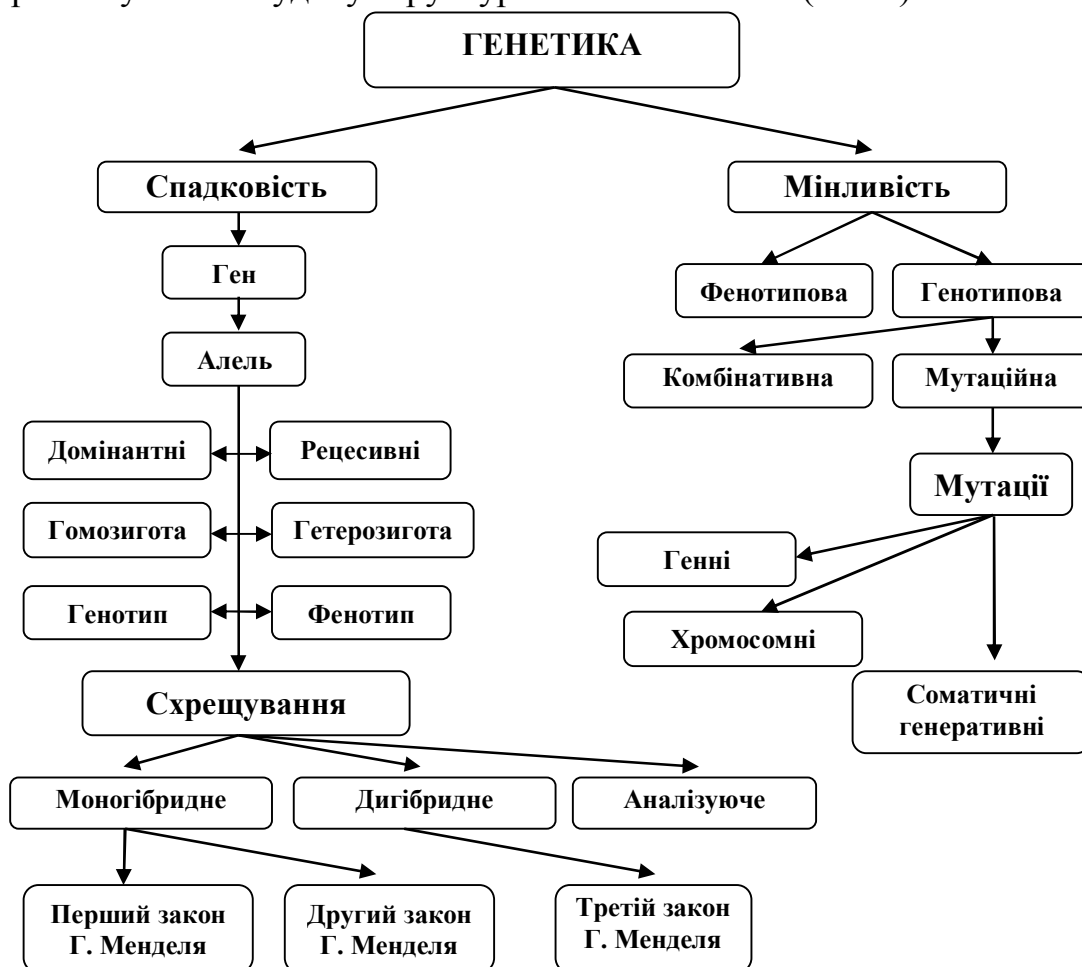 ГЕНЕТИКА
Спадковість
Мінливість
Ген
Фенотипова
Генотипова
Алель
Комбінативна
Мутаційна
Домінантні
Рецесивні
Мутації
Гомозигота
Гетерозигота
Генні
Генотип
Фенотип
Хромосомні
Схрещування
Соматичні
генеративні
Моногібридне
Дигібридне
Аналізуюче
Перший закон
Г. Менделя
Другий закон
Г. Менделя
Третій закон
Г. Менделя